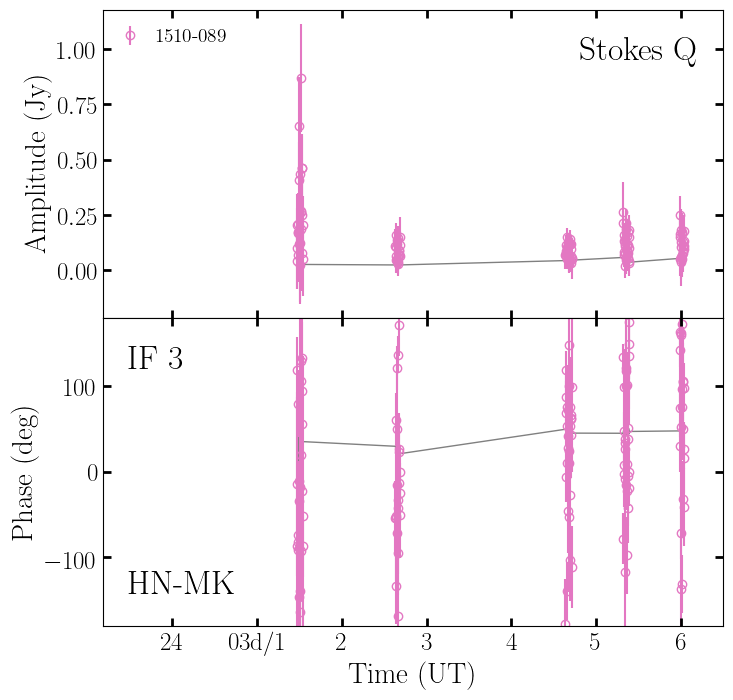 1510-089
Stokes Q
Amplitude (Jy)
1.00
0.75
0.50
0.25
0.00
IF 3
HN-MK
Phase (deg)
100
0
−100
24 03d/1 2 3 4 5 6
Time (UT)